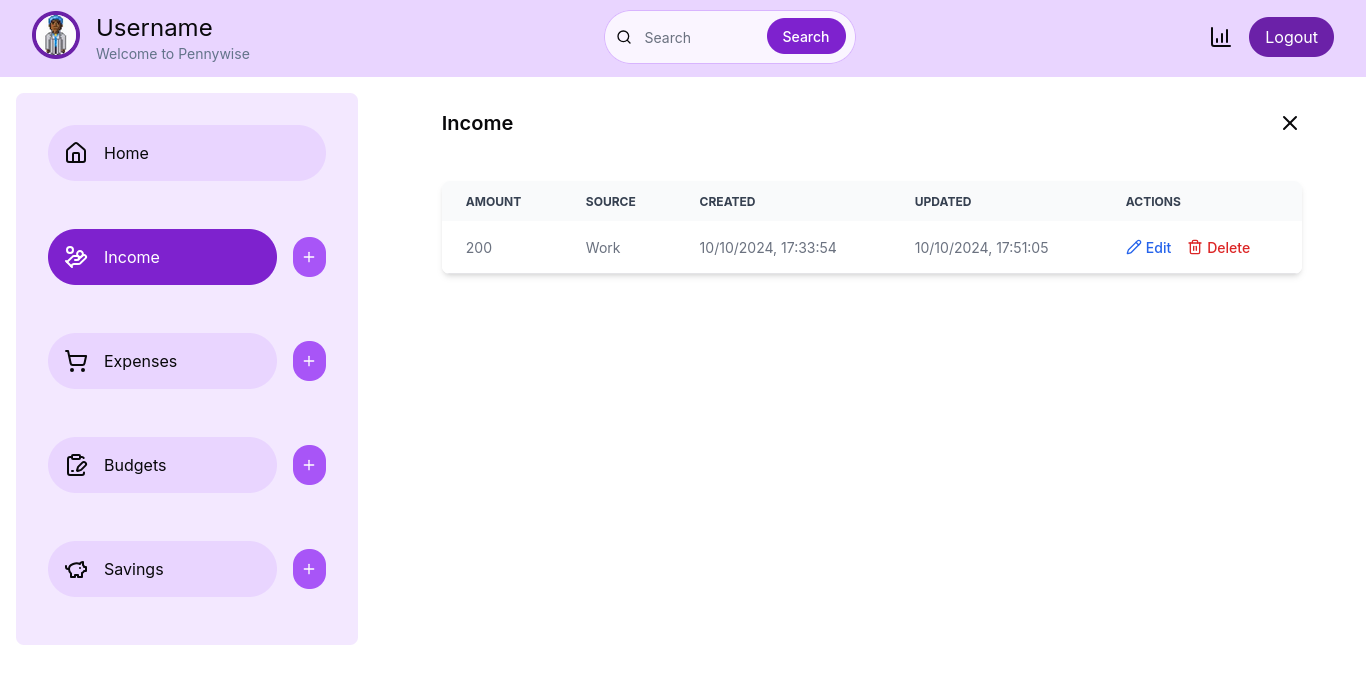 Username
Welcome to Pennywise
Search
Search
Logout
Home
Income
+
Expenses
+
Budgets
+
Savings
+
Income
AMOUNT SOURCE CREATED UPDATED ACTIONS
200 Work 10/10/2024, 17:33:54 10/10/2024, 17:51:05 Edit Delete